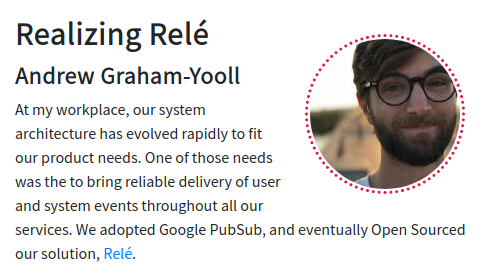 Realizing Relé
Andrew Graham-Yooll
At my workplace, our system
architecture has evolved rapidly to fit
our product needs. One of those needs
was the to bring reliable delivery of user
and system events throughout all our
services. We adopted Google PubSub, and eventually Open Sourced
our solution, Relé.